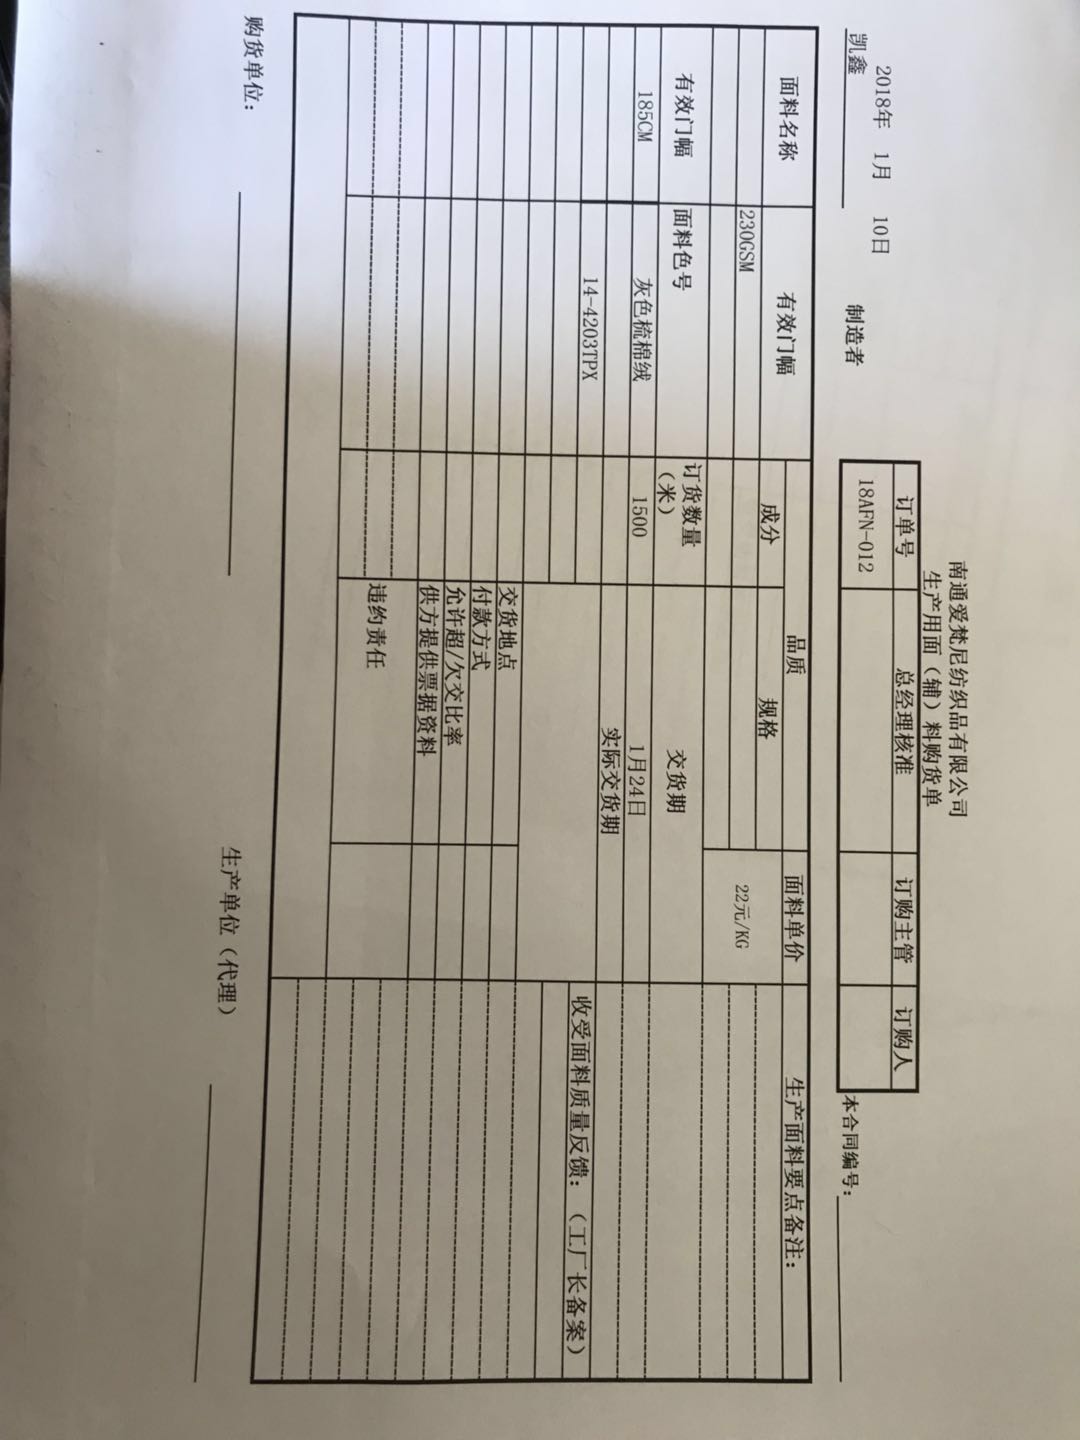 南通爱梵尼纺织品有限公司
生产用面（辅）料购货单
2018年 1月 10日
订单号 总经理核准 订购主管 订购人
凯鑫 制造者 18AFN-012 本合同编号:
面料名称 有效门幅 品质 面料单价 生产面料要点备注:
成分 规格
230GSM 22元/KG
有效门幅 面料色号 订货数量（米） 交货期
185CM 灰色梳棉绒 1500 1月24日
实际交货期
14-4203TPX 收受面料质量反馈:（工厂长备案）
交货地点
付款方式
允许超/欠交比率
供方提供票据资料
违约责任
购货单位: 生产单位（代理）